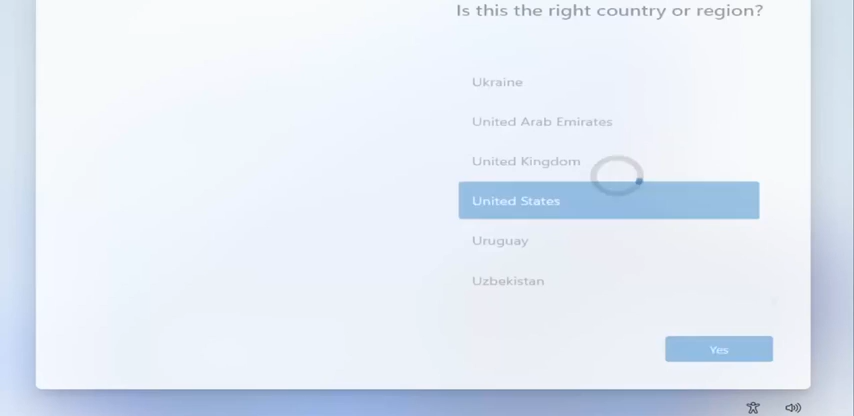 Is this the right country or region?
Ukraine
United Arab Emirates
United Kingdom
United States
Uruguay
Uzbekistan
Yes